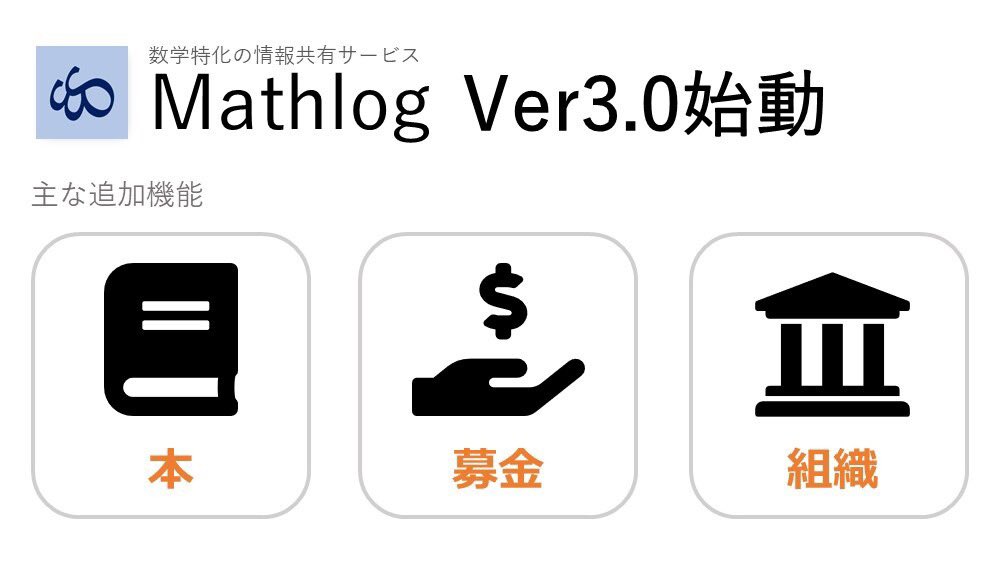 数学特化の情報共有サービス
Mathlog Ver3.0始動
主な追加機能
本
募金
組織